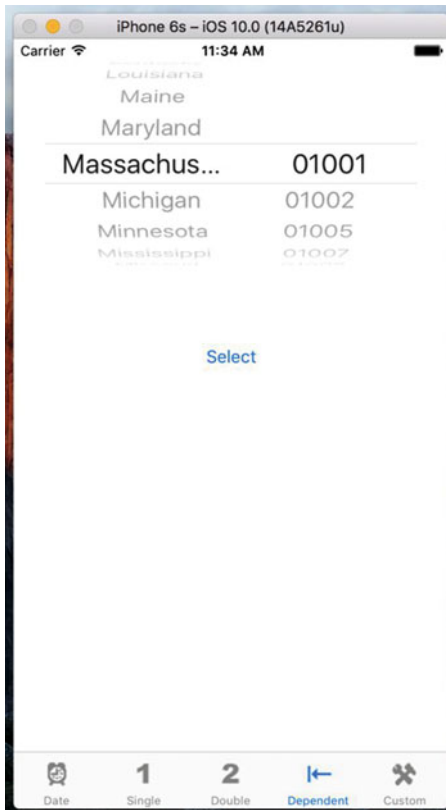 iPhone 6s – iOS 10.0 (14A5261u)
Carrier 11:34 AM
Louisiana
Maine
Maryland
Massachus... 01001
Michigan 01002
Minnesota 01005
Mississippi 01007
Select
1 2
Date Single Double Dependent Custom